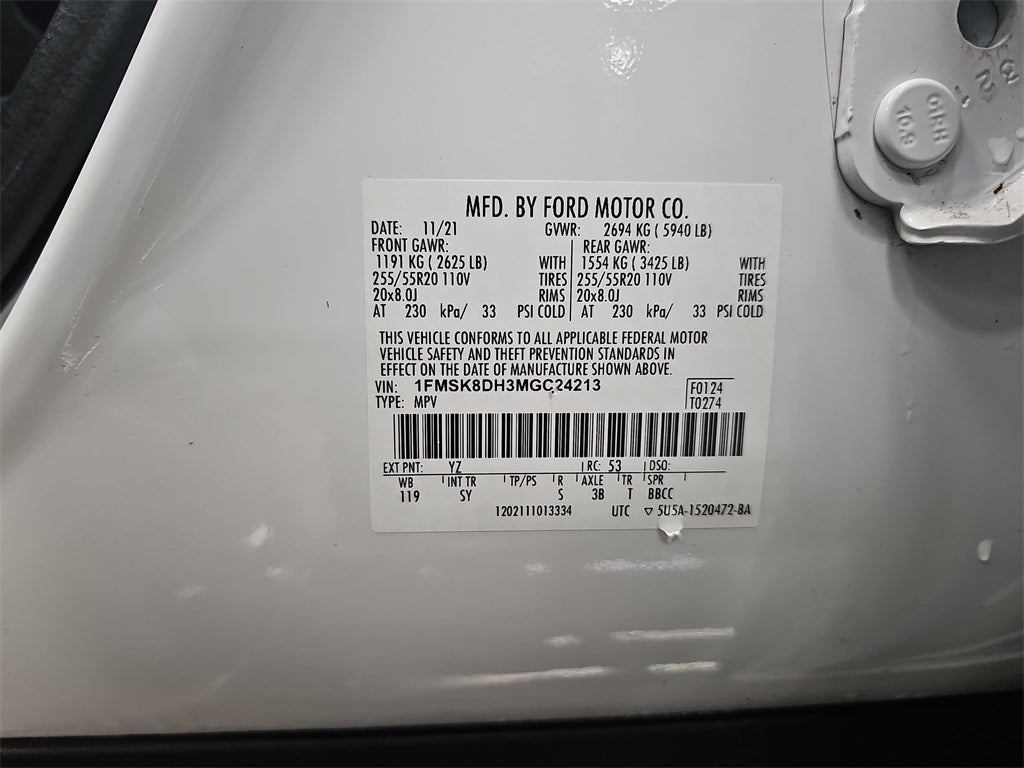 MFD. BY FORD MOTOR CO.
DATE: 11/21 GVWR: 2694 KG ( 5940 LB)
FRONT GAWR: REAR GAWR:
1191 KG ( 2625 LB) WITH 1554 KG ( 3425 LB) WITH
255/55R20 110V TIRES 255/55R20 110V TIRES
20x8.0J RIMS 20x8.0J RIMS
AT 230 kPa/ 33 PSI COLD AT 230 kPa/ 33 PSI COLD
THIS VEHICLE CONFORMS TO ALL APPLICABLE FEDERAL MOTOR
VEHICLE SAFETY AND THEFT PREVENTION STANDARDS IN
EFFECT ON THE DATE OF MANUFACTURE SHOWN ABOVE.
VIN: 1FMSK8DH3MGC24213 F0124
TYPE: MPV T0274
EXT PNT: YZ RC: 53 DSO:
WB INT TR TP/PS R AXLE TR SPR
119 SY S 3B T BBCC
1202111013334 UTC ▽ 5U5A-1520472-BA
10.9